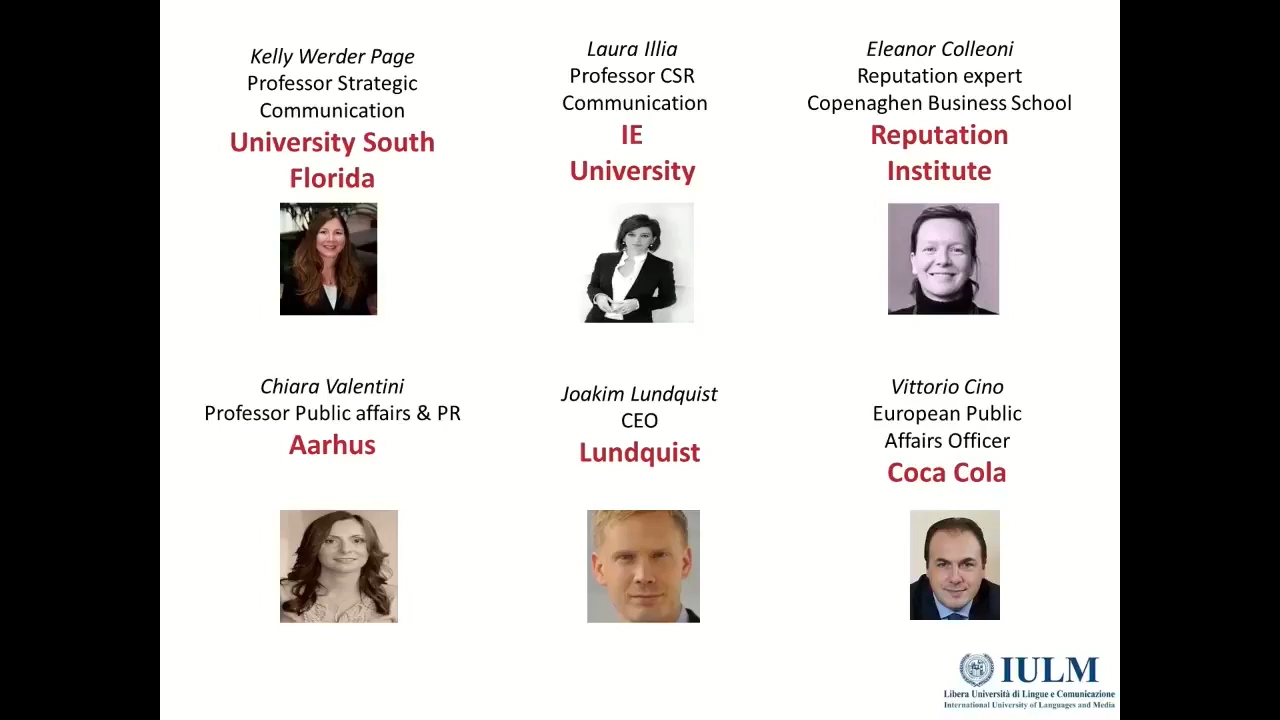 Kelly Werder Page
Professor Strategic
Communication
University South
Florida
Laura Illia
Professor CSR
Communication
IE
University
Eleanor Colleoni
Reputation expert
Copenaghen Business School
Reputation
Institute
Chiara Valentini
Professor Public affairs & PR
Aarhus
Joakim Lundquist
CEO
Lundquist
Vittorio Cino
European Public
Affairs Officer
Coca Cola
IULM
Libera Università di Lingue e Comunicazione
International University of Languages and Media